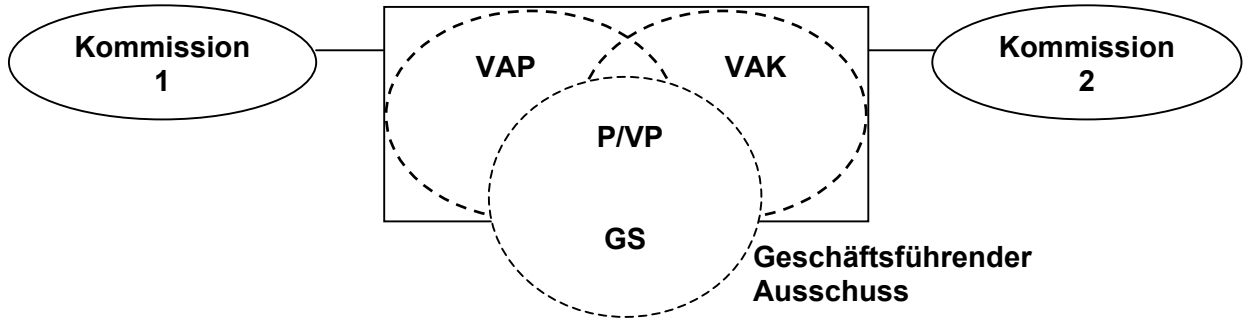 Kommission
1
VAP
VAK
Kommission
2
P/VP
GS
Geschäftsführender
Ausschuss